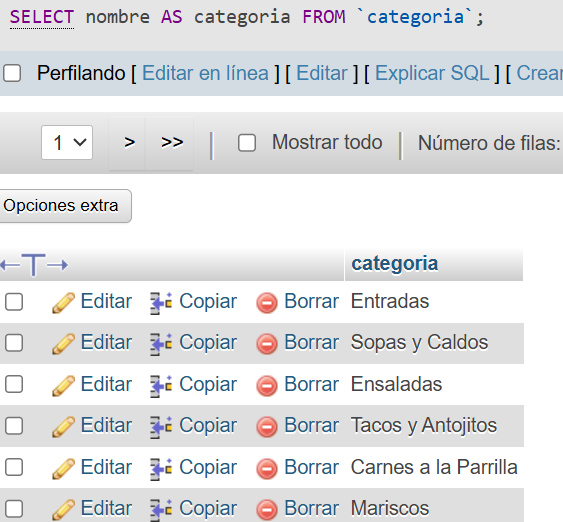 SELECT nombre AS categoria FROM `categoria`;
Perfilando [ Editar en línea ] [ Editar ] [ Explicar SQL ] [ Crear
1 > >> | Mostrar todo | Número de filas:
Opciones extra
←T→ categoria
Editar Copiar Borrar Entradas
Editar Copiar Borrar Sopas y Caldos
Editar Copiar Borrar Ensaladas
Editar Copiar Borrar Tacos y Antojitos
Editar Copiar Borrar Carnes a la Parrilla
Editar Copiar Borrar Mariscos